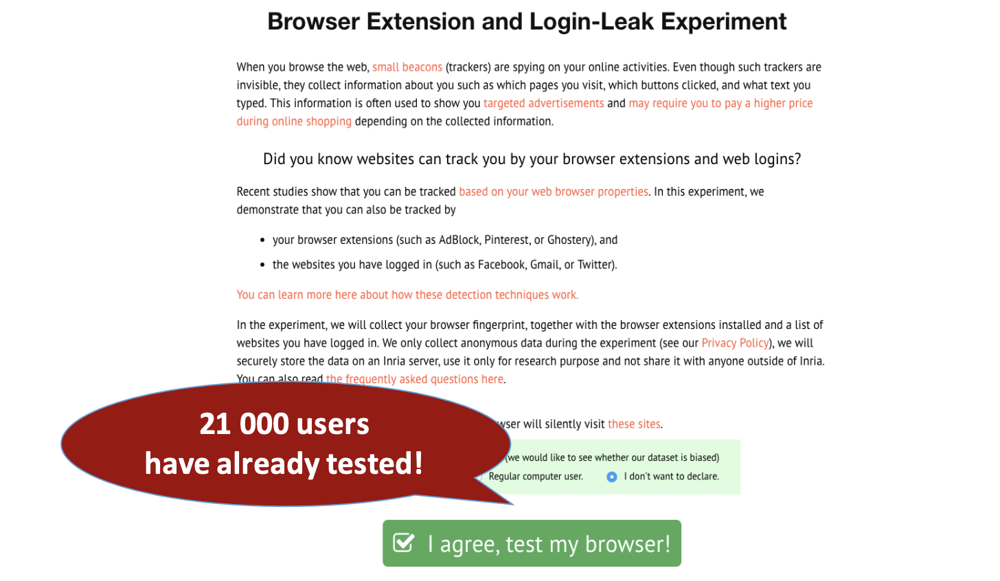 Browser Extension and Login-Leak Experiment
When you browse the web, small beacons (trackers) are spying on your online activities. Even though such trackers are
invisible, they collect information about you such as which pages you visit, which buttons clicked, and what text you
typed. This information is often used to show you targeted advertisements and may require you to pay a higher price
during online shopping depending on the collected information.
Did you know websites can track you by your browser extensions and web logins?
Recent studies show that you can be tracked based on your web browser properties. In this experiment, we
demonstrate that you can also be tracked by
• your browser extensions (such as AdBlock, Pinterest, or Ghostery), and
• the websites you have logged in (such as Facebook, Gmail, or Twitter).
You can learn more here about how these detection techniques work.
In the experiment, we will collect your browser fingerprint, together with the browser extensions installed and a list of
websites you have logged in. We only collect anonymous data during the experiment (see our Privacy Policy), we will
securely store the data on an Inria server, use it only for research purpose and not share it with anyone outside of Inria.
You can also read the frequently asked questions here.
21 000 users
have already tested!
will silently visit these sites.
(we would like to see whether our dataset is biased)
Regular computer user. I don't want to declare.
I agree, test my browser!